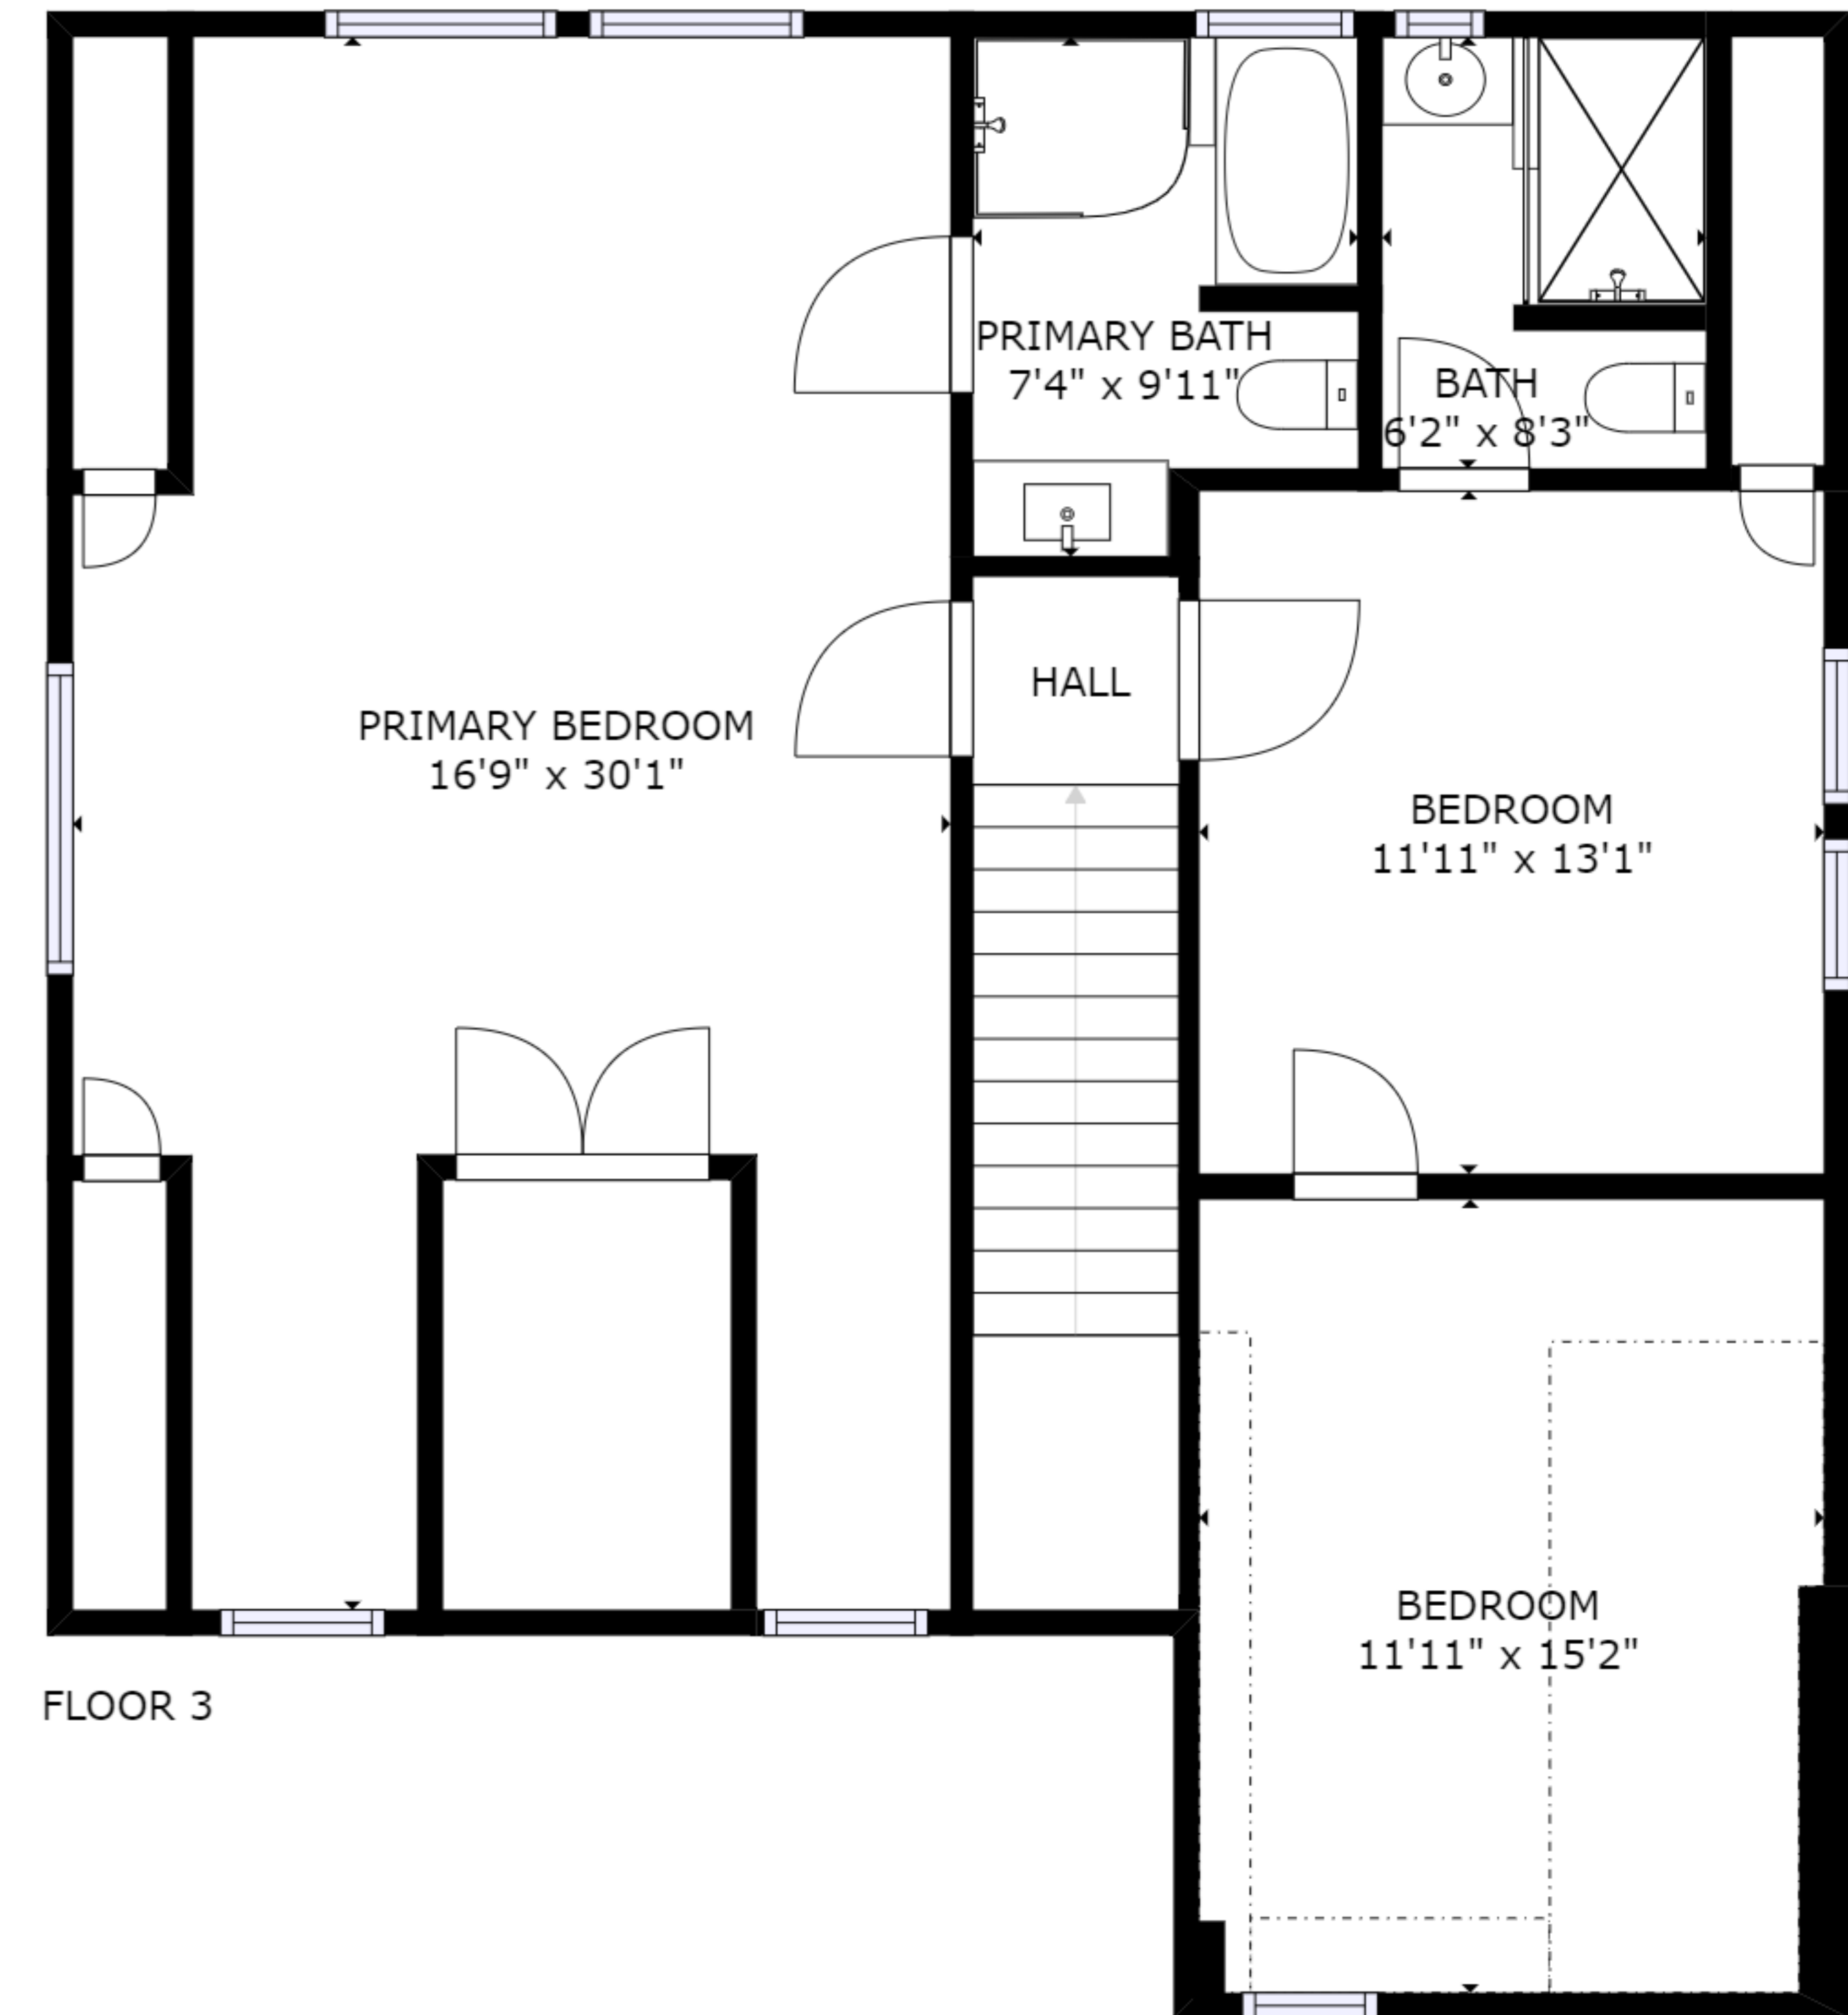 PRIMARY BATH
7'4" x 9'11"
BATH
6'2" x 8'3"
HALL
PRIMARY BEDROOM
16'9" x 30'1"
BEDROOM
11'11" x 13'1"
BEDROOM
11'11" x 15'2"
FLOOR 3